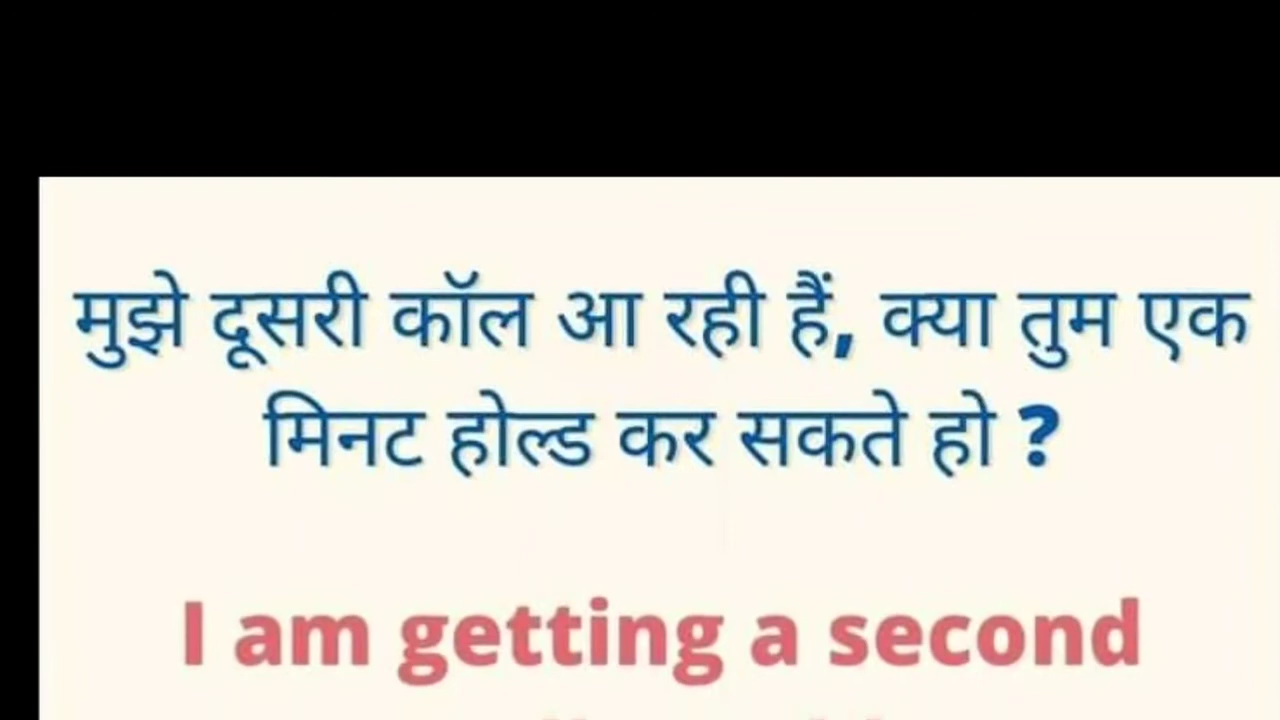 मुझे दूसरी कॉल आ रही हैं, क्या तुम एक
मिनट होल्ड कर सकते हो ?
I am getting a second